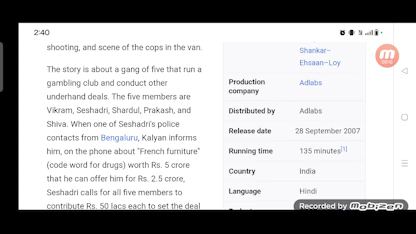 2:40
shooting, and scene of the cops in the van.
The story is about a gang of five that run a
gambling club and conduct other
underhand deals. The five members are
Vikram, Seshadri, Shardul, Prakash, and
Shiva. When one of Seshadri's police
contacts from Bengaluru, Kalyan informs
him, on the phone about "French furniture"
(code word for drugs) worth Rs. 5 crore
that he can offer him for Rs. 2.5 crore,
Seshadri calls for all five members to
contribute Rs. 50 lacs each to set the deal
Shankar–
Ehsaan–Loy
Production
company
Adlabs
Distributed by
Adlabs
Release date
28 September 2007
Running time
135 minutes[1]
Country
India
Language
Hindi
Recorded by mobizen